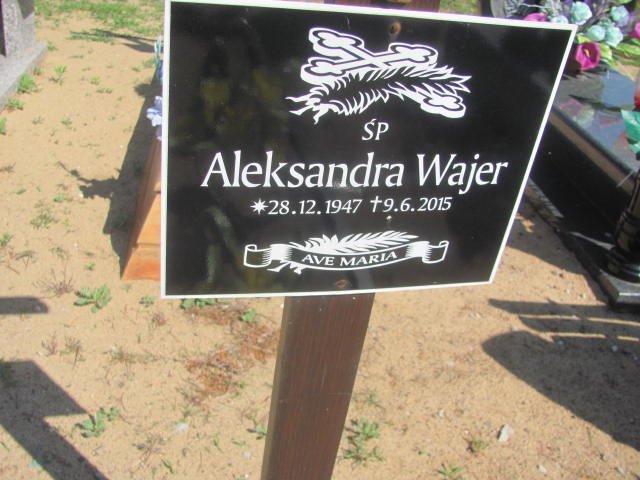 ŚP
Aleksandra Wajer
✶28.12.1947 ✝9.6.2015
AVE MARIA